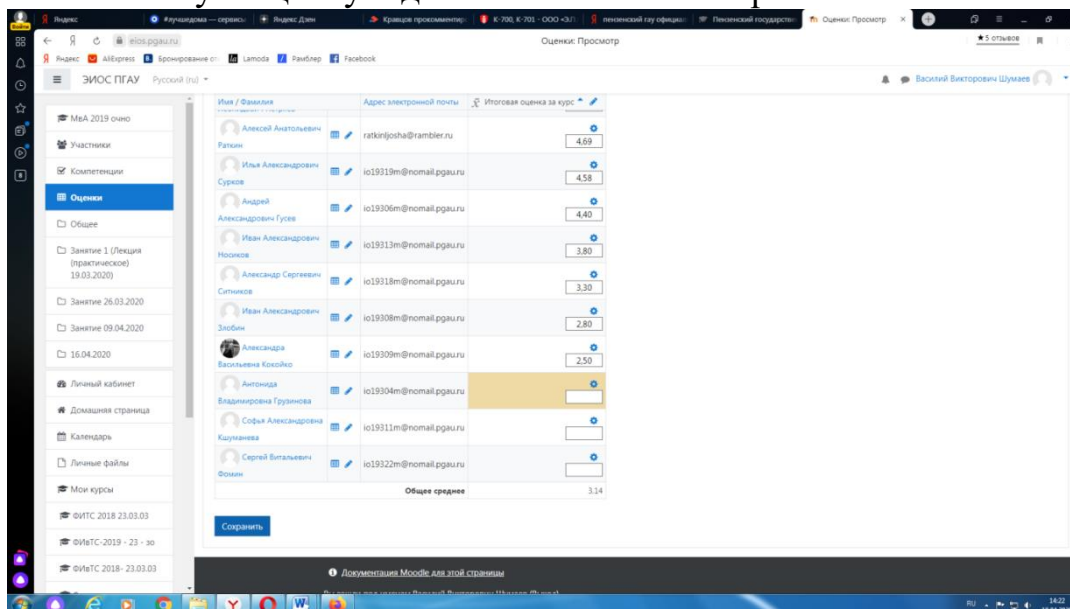 Яндекс
#лучшедома — сервисы
Яндекс Дзен
Кравцов прокомментир
К-700, К-701 - ООО «З/
пензенский гау официал
Пензенский государстве
Оценки: Просмотр
eios.pgau.ru
Оценки: Просмотр
★5 отзывов
Яндекс
AliExpress
Бронирование от
Lamoda
Рамблер
Facebook
ЭИОС ПГАУ Русский (ru)
Василий Викторович Шумаев
МвА 2019 очно
Участники
Компетенции
Оценки
Общее
Занятие 1 (Лекция
(практическое)
19.03.2020)
Занятие 26.03.2020
Занятие 09.04.2020
16.04.2020
Личный кабинет
Домашняя страница
Календарь
Личные файлы
Мои курсы
ФИТС 2018 23.03.03
ФИвТС-2019 - 23 - зо
ФИвТС 2018- 23.03.03
Имя / Фамилия Адрес электронной почты Итоговая оценка за курс
Алексей Анатольевич
Раткин ratkinljosha@rambler.ru 4,69
Илья Александрович
Сурков io19319m@nomail.pgau.ru 4,58
Андрей
Александрович Гусев io19306m@nomail.pgau.ru 4,40
Иван Александрович
Носиков io19313m@nomail.pgau.ru 3,80
Александр Сергеевич
Ситников io19318m@nomail.pgau.ru 3,30
Иван Александрович
Злобин io19308m@nomail.pgau.ru 2,80
Александра
Васильевна Кокойко io19309m@nomail.pgau.ru 2,50
Антонида
Владимировна Грузинова io19304m@nomail.pgau.ru
Софья Александровна
Кшуманева io19311m@nomail.pgau.ru
Сергей Витальевич
Фомин io19322m@nomail.pgau.ru
Общее среднее 3,14
Сохранить
Документация Moodle для этой страницы
RU
14:22